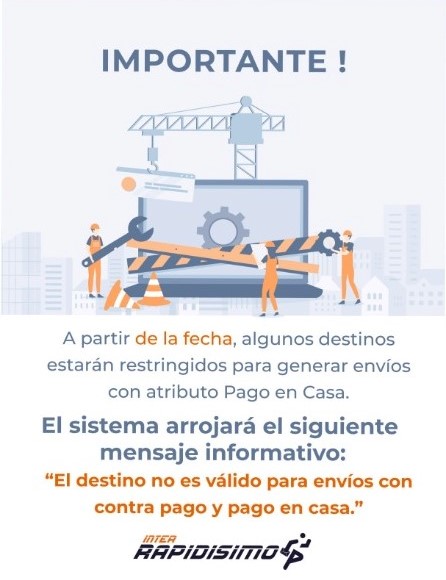 IMPORTANTE !
A partir de la fecha, algunos destinos
estarán restringidos para generar envíos
con atributo Pago en Casa.
El sistema arrojará el siguiente
mensaje informativo:
“El destino no es válido para envíos con
contra pago y pago en casa.”
INTER
RAPIDISIMO